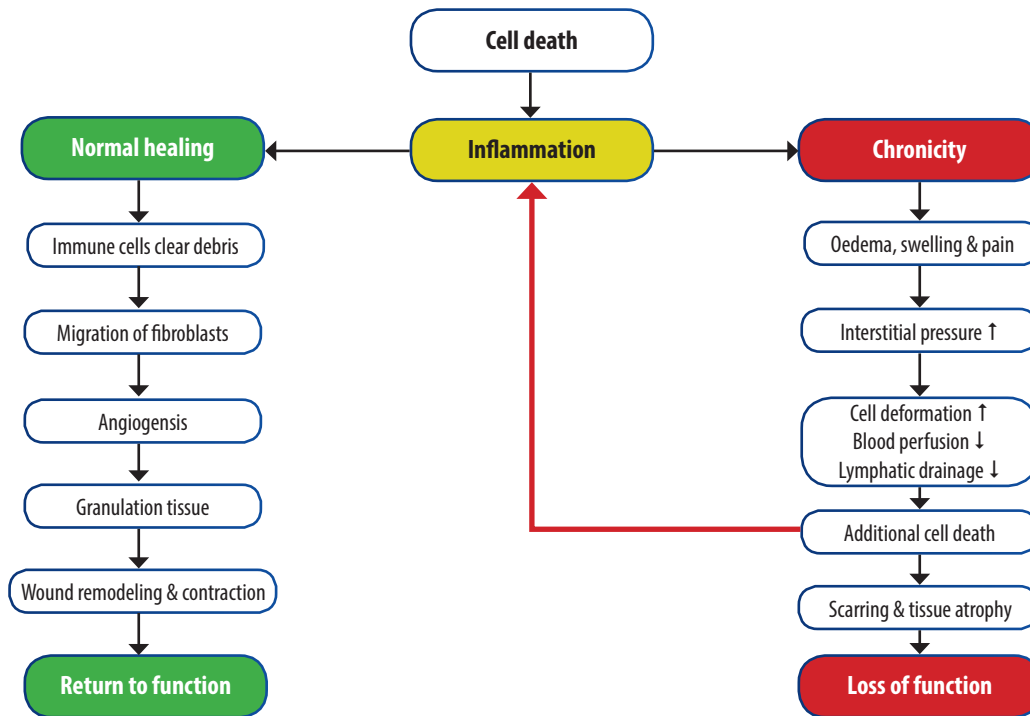 Cell death
Normal healing
Inflammation
Chronicity
Immune cells clear debris
Migration of fibroblasts
Angiogensis
Granulation tissue
Wound remodeling & contraction
Return to function
Oedema, swelling & pain
Interstitial pressure ↑
Cell deformation ↑
Blood perfusion ↓
Lymphatic drainage ↓
Additional cell death
Scarring & tissue atrophy
Loss of function